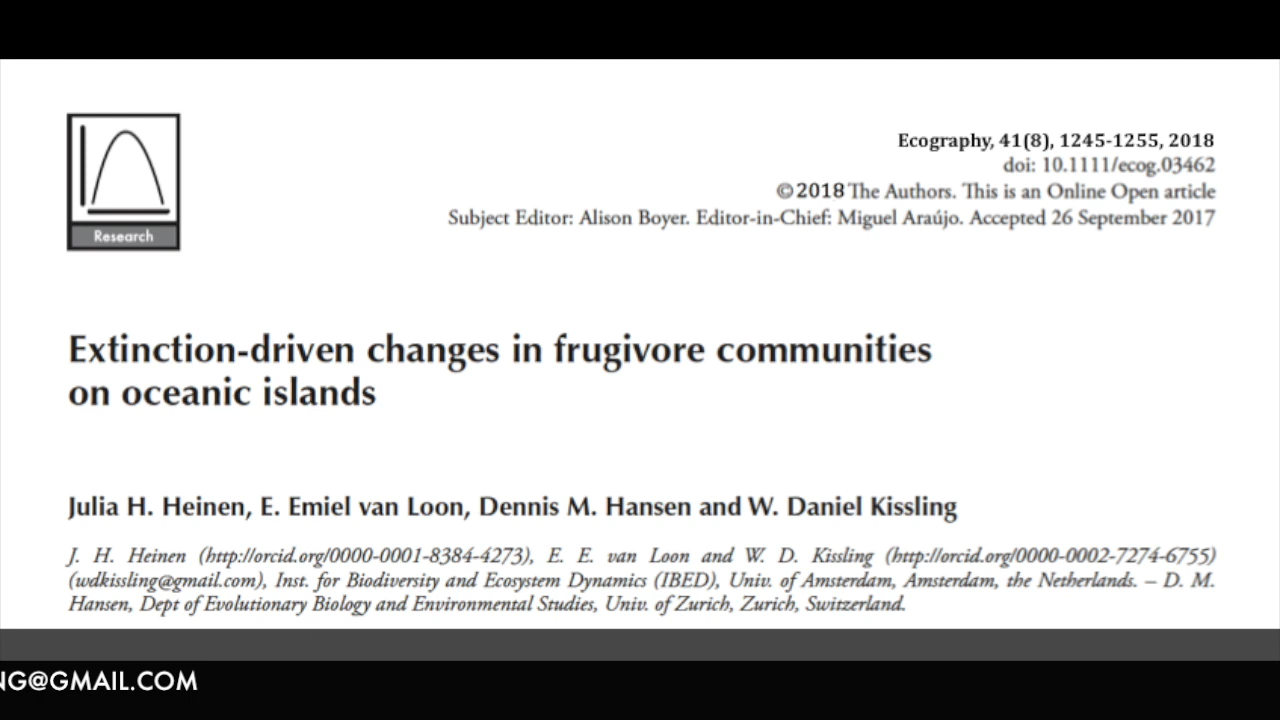 Research
Ecography, 41(8), 1245-1255, 2018
doi: 10.1111/ecog.03462
©2018 The Authors. This is an Online Open article
Subject Editor: Alison Boyer. Editor-in-Chief: Miguel Araújo. Accepted 26 September 2017
Extinction-driven changes in frugivore communities
on oceanic islands
Julia H. Heinen, E. Emiel van Loon, Dennis M. Hansen and W. Daniel Kissling
J. H. Heinen (http://orcid.org/0000-0001-8384-4273), E. E. van Loon and W. D. Kissling (http://orcid.org/0000-0002-7274-6755)
(wdkissling@gmail.com), Inst. for Biodiversity and Ecosystem Dynamics (IBED), Univ. of Amsterdam, Amsterdam, the Netherlands. – D. M.
Hansen, Dept of Evolutionary Biology and Environmental Studies, Univ. of Zurich, Zurich, Switzerland.
NG@GMAIL.COM